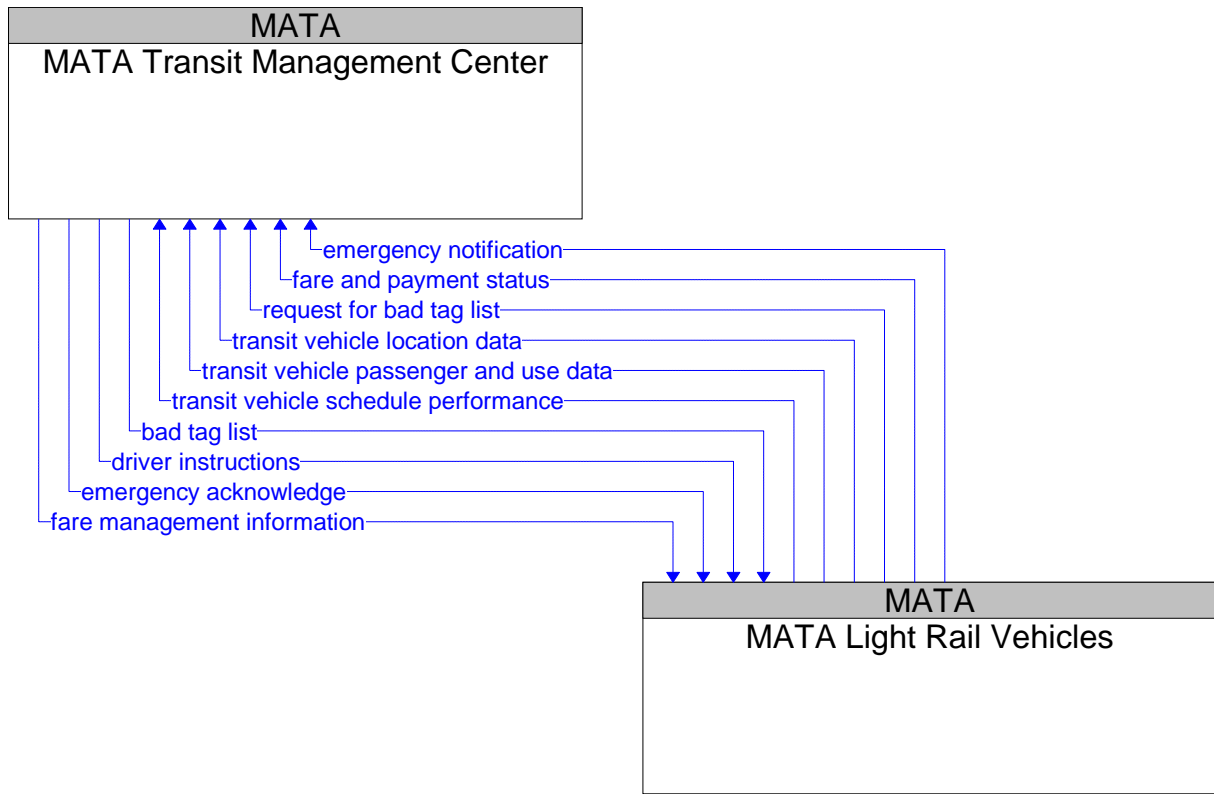 MATA
MATA Transit Management Center
emergency notification
fare and payment status
request for bad tag list
transit vehicle location data
transit vehicle passenger and use data
transit vehicle schedule performance
bad tag list
driver instructions
emergency acknowledge
fare management information
MATA
MATA Light Rail Vehicles